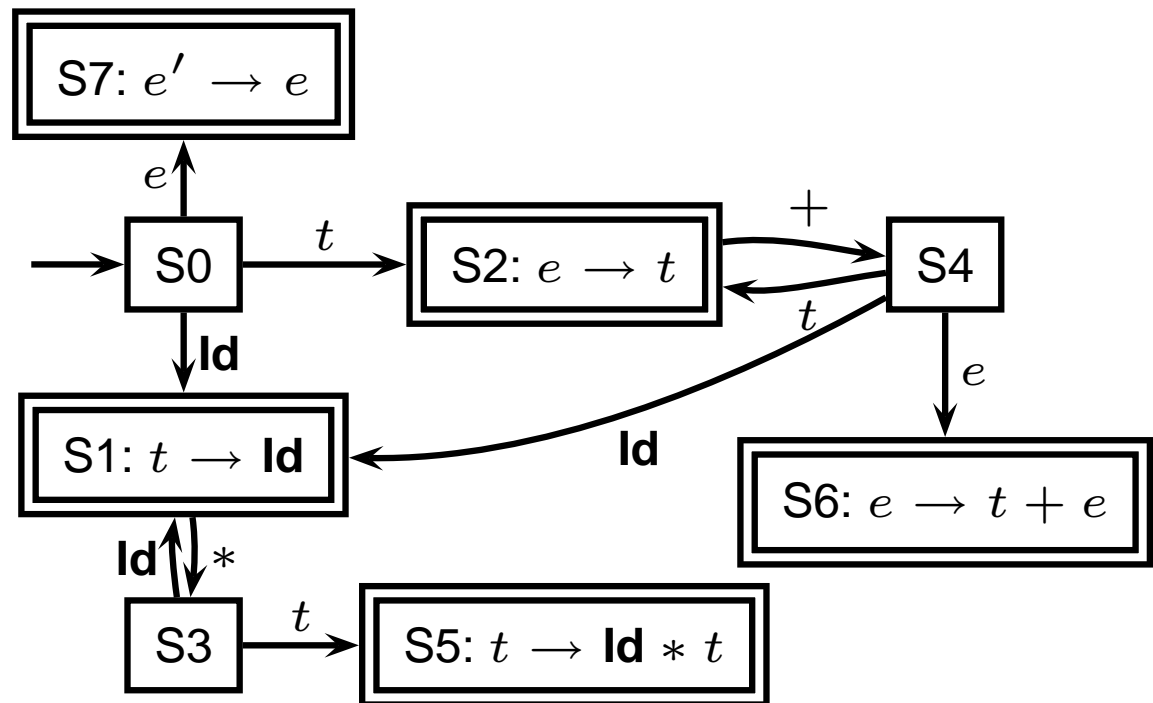 S7: e′ → e
e
t
+
S0
S2: e → t
S4
t
Id
e
S1: t → Id
Id
S6: e → t + e
Id
*
t
S3
S5: t → Id * t